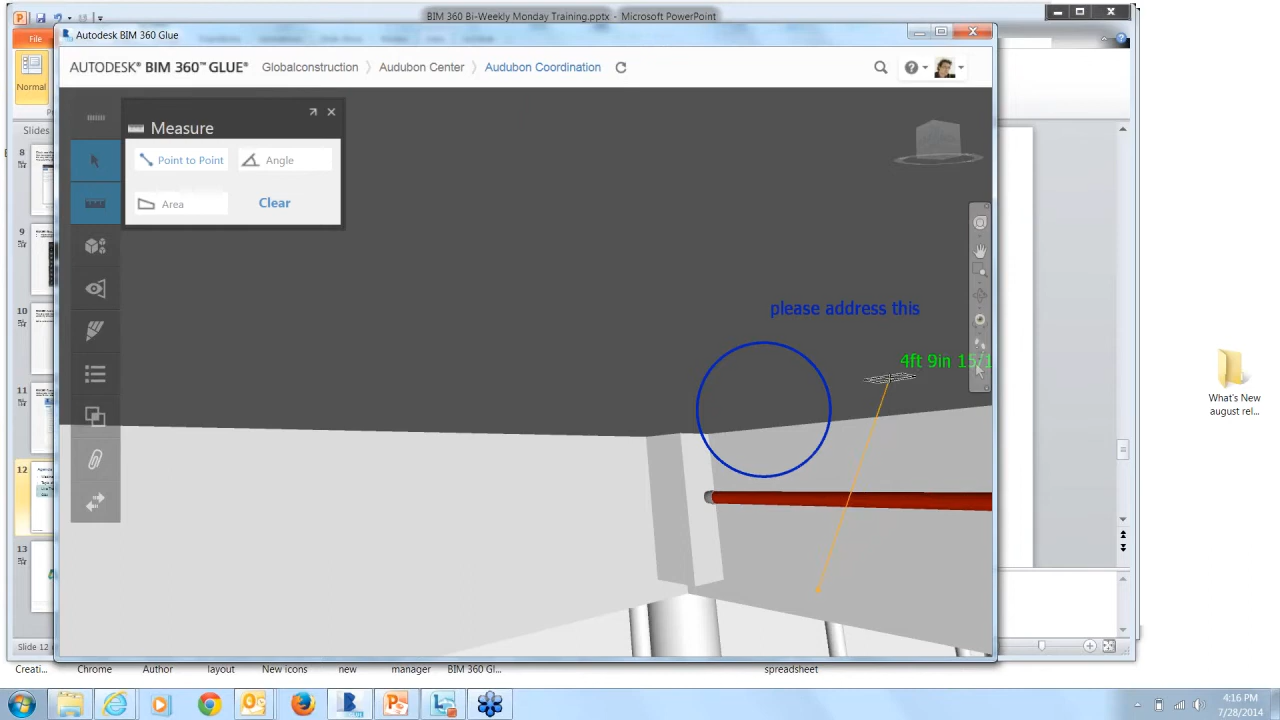 BIM 360 Bi-Weekly Monday Training.pptx - Microsoft PowerPoint
Autodesk BIM 360 Glue
File
AUTODESK® BIM 360™ GLUE® Globalconstruction Audubon Center Audubon Coordination
Normal
Measure
Slides
Point to Point Angle
8
Area Clear
9
10
please address this
4ft 9in 15/1
11
What's New
august rel...
12
13
Slide 12
Creati... Chrome Author layout New icons new manager BIM 360 Gl... spreadsheet
4:16 PM
7/28/2014